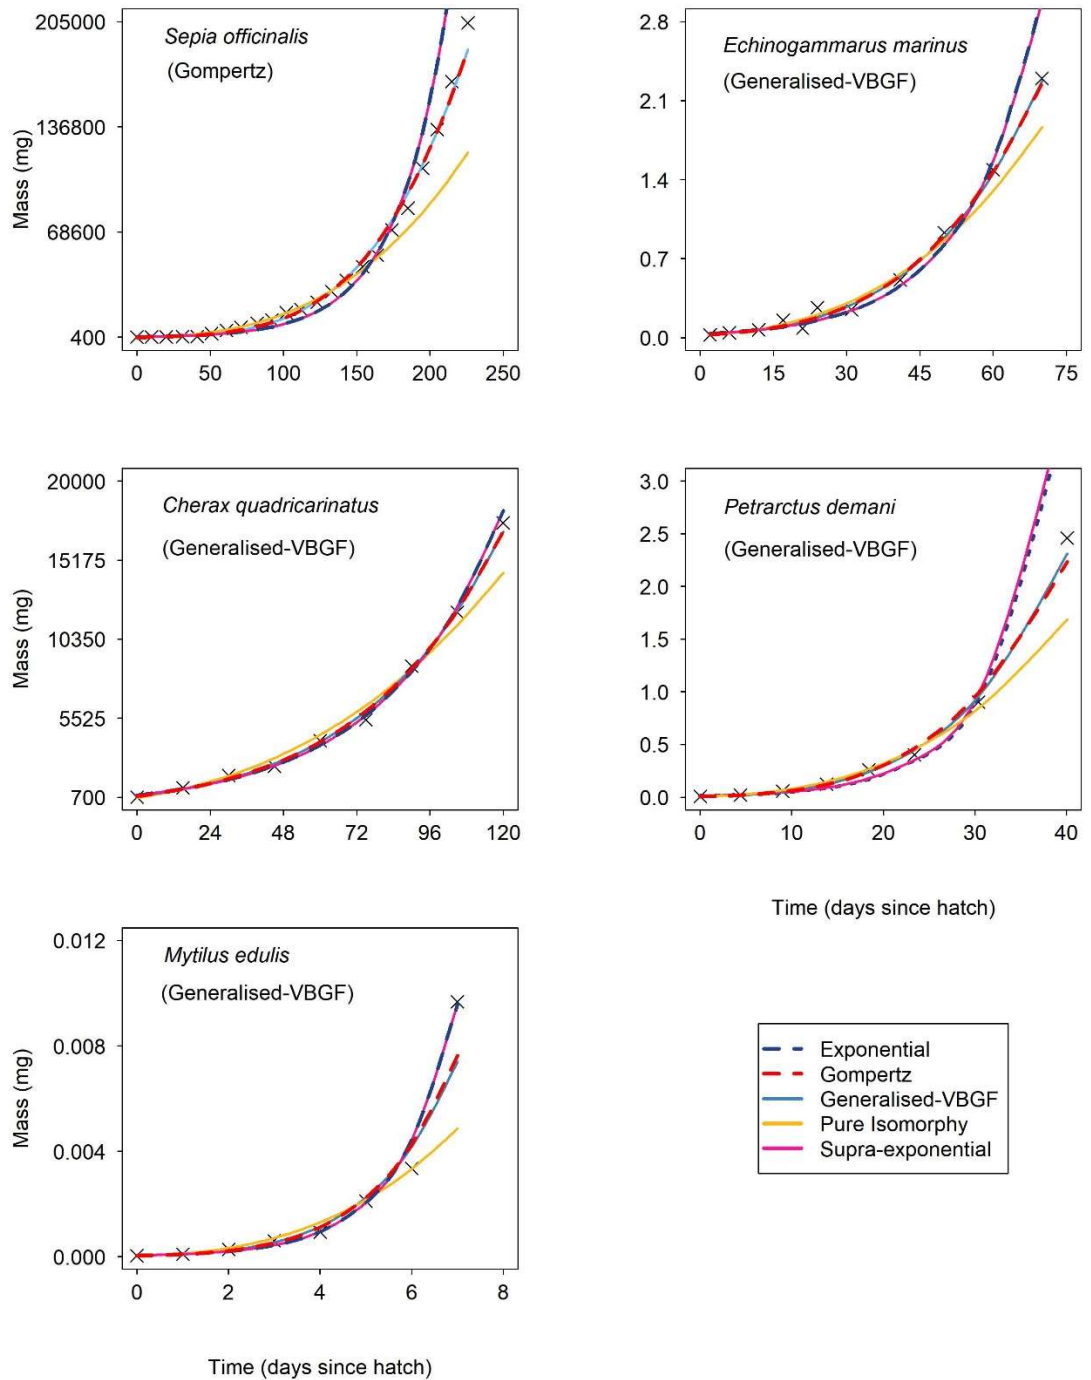 Sepia officinalis
(Gompertz)
Mass (mg)
205000
136800
68600
400
0 50 100 150 200 250
Echinogammarus marinus
(Generalised-VBGF)
2.8
2.1
1.4
0.7
0.0
0 15 30 45 60 75
Cherax quadricarinatus
(Generalised-VBGF)
Mass (mg)
20000
15175
10350
5525
700
0 24 48 72 96 120
Petrarctus demani
(Generalised-VBGF)
3.0
2.5
2.0
1.5
1.0
0.5
0.0
0 10 20 30 40
Time (days since hatch)
Mytilus edulis
(Generalised-VBGF)
Mass (mg)
0.012
0.008
0.004
0.000
0 2 4 6 8
Time (days since hatch)
Exponential
Gompertz
Generalised-VBGF
Pure Isomorphy
Supra-exponential